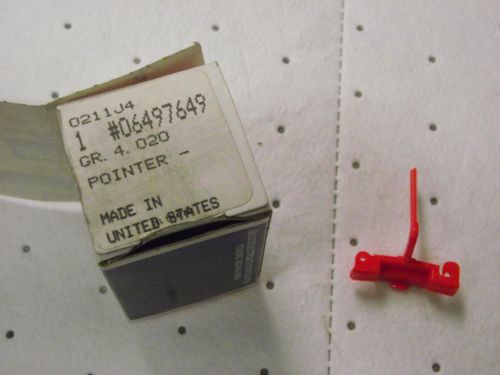 0211J4
1 #06497649
GR. 4. 020
POINTER -
MADE IN
UNITED STATES